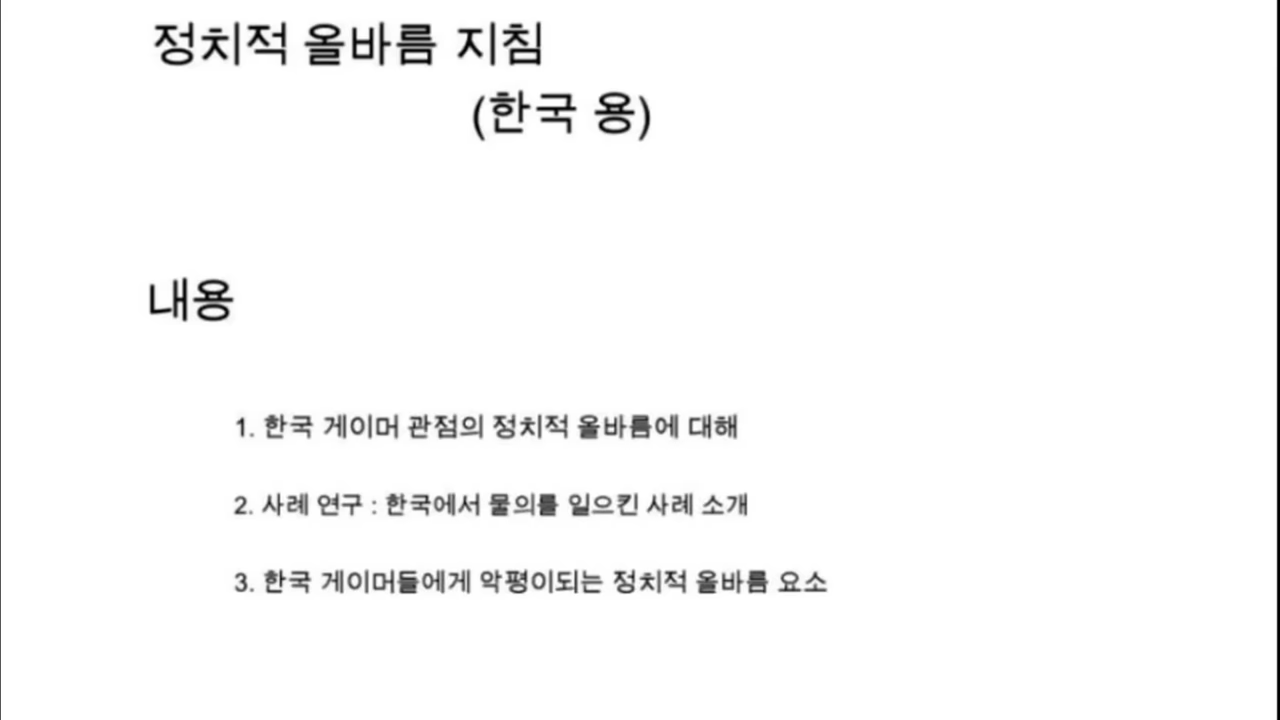 정치적 올바름 지침
(한국 용)
내용
1. 한국 게이머 관점의 정치적 올바름에 대해
2. 사례 연구 : 한국에서 물의를 일으킨 사례 소개
3. 한국 게이머들에게 악평이되는 정치적 올바름 요소